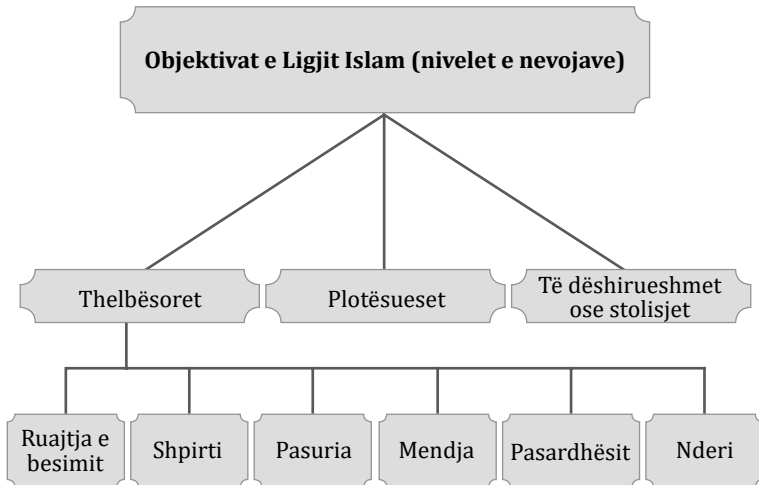 Objektivat e Ligjit Islam (nivelet e nevojave)
Thelbësoret
Plotësueset
Të dëshirueshmet
ose stolisjet
Ruajtja e
besimit
Shpirti
Pasuria
Mendja
Pasardhësit
Nderi